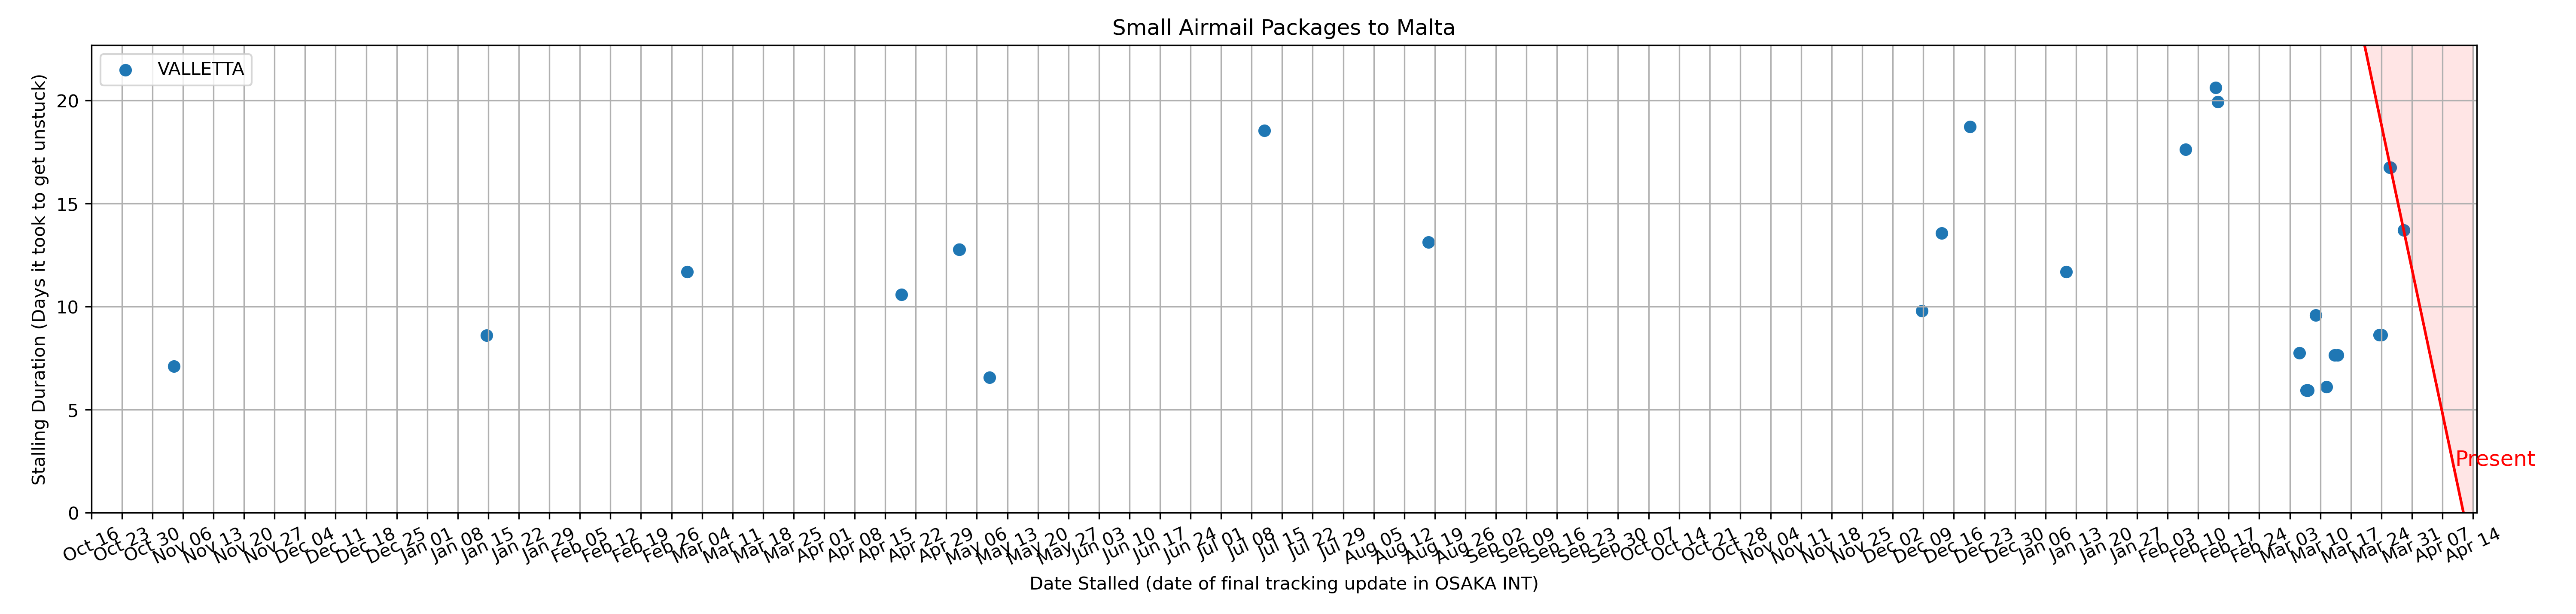 Small Airmail Packages to Malta
VALLETTA
Stalling Duration (Days it took to get unstuck)
20
15
10
5
0
Present
Oct 16 Oct 23 Oct 30 Nov 06 Nov 13 Nov 20 Nov 27 Dec 04 Dec 11 Dec 18 Dec 25 Jan 01 Jan 08 Jan 15 Jan 22 Jan 29 Feb 05 Feb 12 Feb 19 Feb 26 Mar 04 Mar 11 Mar 18 Mar 25 Apr 01 Apr 08 Apr 15 Apr 22 Apr 29 May 06 May 13 May 20 May 27 Jun 03 Jun 10 Jun 17 Jun 24 Jul 01 Jul 08 Jul 15 Jul 22 Jul 29 Aug 05 Aug 12 Aug 19 Aug 26 Sep 02 Sep 09 Sep 16 Sep 23 Sep 30 Oct 07 Oct 14 Oct 21 Oct 28 Nov 04 Nov 11 Nov 18 Nov 25 Dec 02 Dec 09 Dec 16 Dec 23 Dec 30 Jan 06 Jan 13 Jan 20 Jan 27 Feb 03 Feb 10 Feb 17 Feb 24 Mar 03 Mar 10 Mar 17 Mar 24 Mar 31 Apr 07 Apr 14
Date Stalled (date of final tracking update in OSAKA INT)